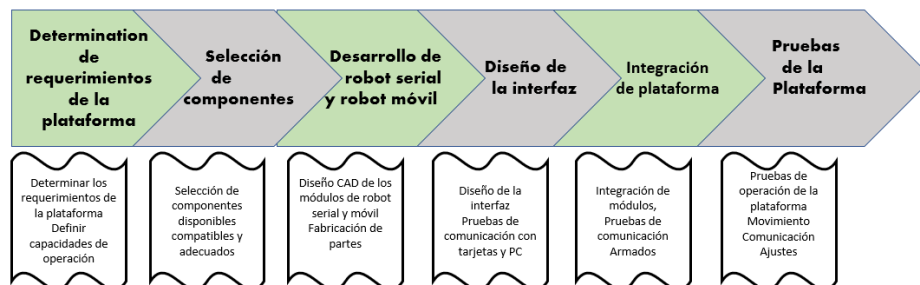 Determination
de
requerimientos
de la
plataforma
Selección
de
componentes
Desarrollo de
robot serial
y robot móvil
Diseño de
la interfaz
Integración
de plataforma
Pruebas
de la
Plataforma
Determinar los
requerimientos de
la plataforma
Definir
capacidades de
operación
Selección de
componentes
disponibles
compatibles y
adecuados
Diseño CAD de los
módulos de robot
serial y móvil
Fabricación de
partes
Diseño de la
interfaz
Pruebas de
comunicación con
tarjetas y PC
Integración de
módulos,
Pruebas de
comunicación
Armados
Pruebas de
operación de la
plataforma
Movimiento
Comunicación
Ajustes